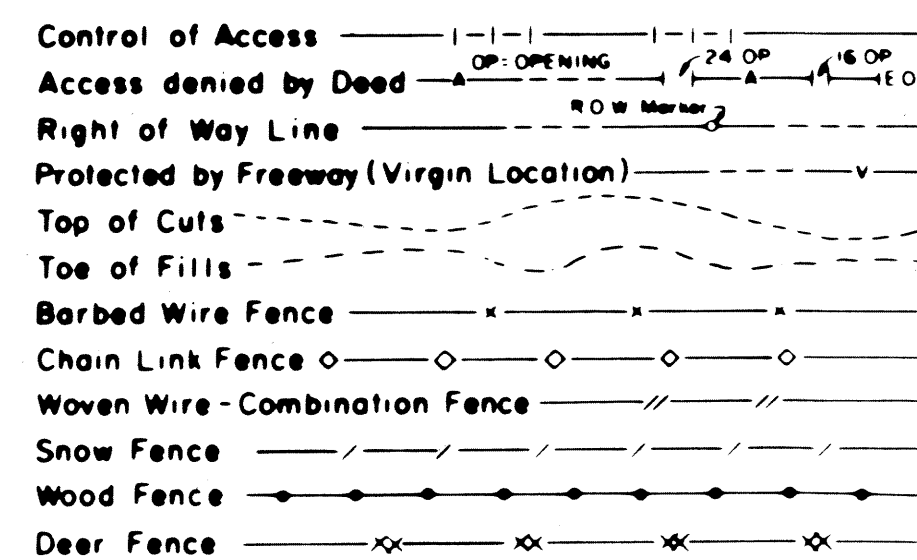 Control of Access
OP: OPENING 24 OP 16 OP
Access denied by Deed E O
R O W Marker
Right of Way Line
Protected by Freeway (Virgin Location) V
Top of Cuts
Toe of Fills
Barbed Wire Fence
Chain Link Fence
Woven Wire - Combination Fence
Snow Fence
Wood Fence
Deer Fence